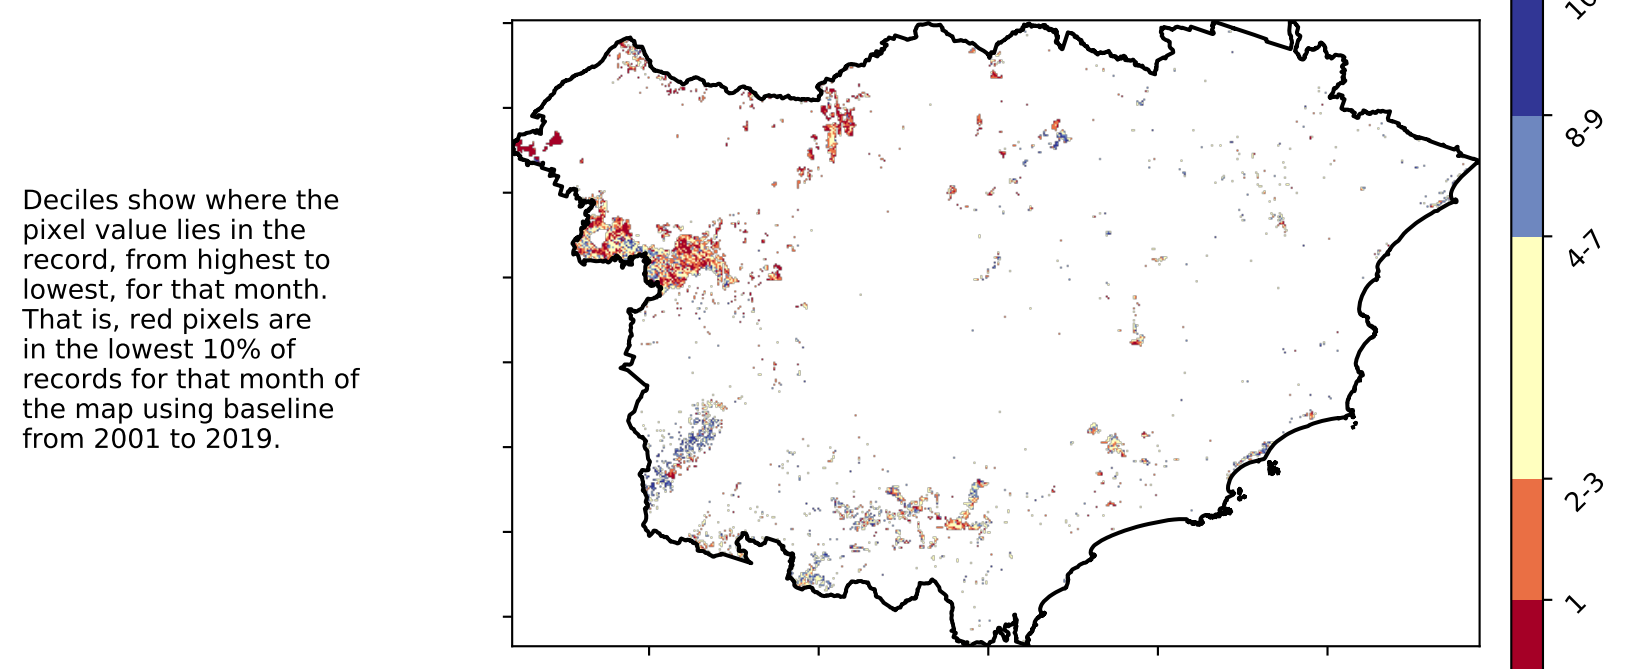 Deciles show where the
pixel value lies in the
record, from highest to
lowest, for that month.
That is, red pixels are
in the lowest 10% of
records for that month of
the map using baseline
from 2001 to 2019.
10
8-9
4-7
2-3
1